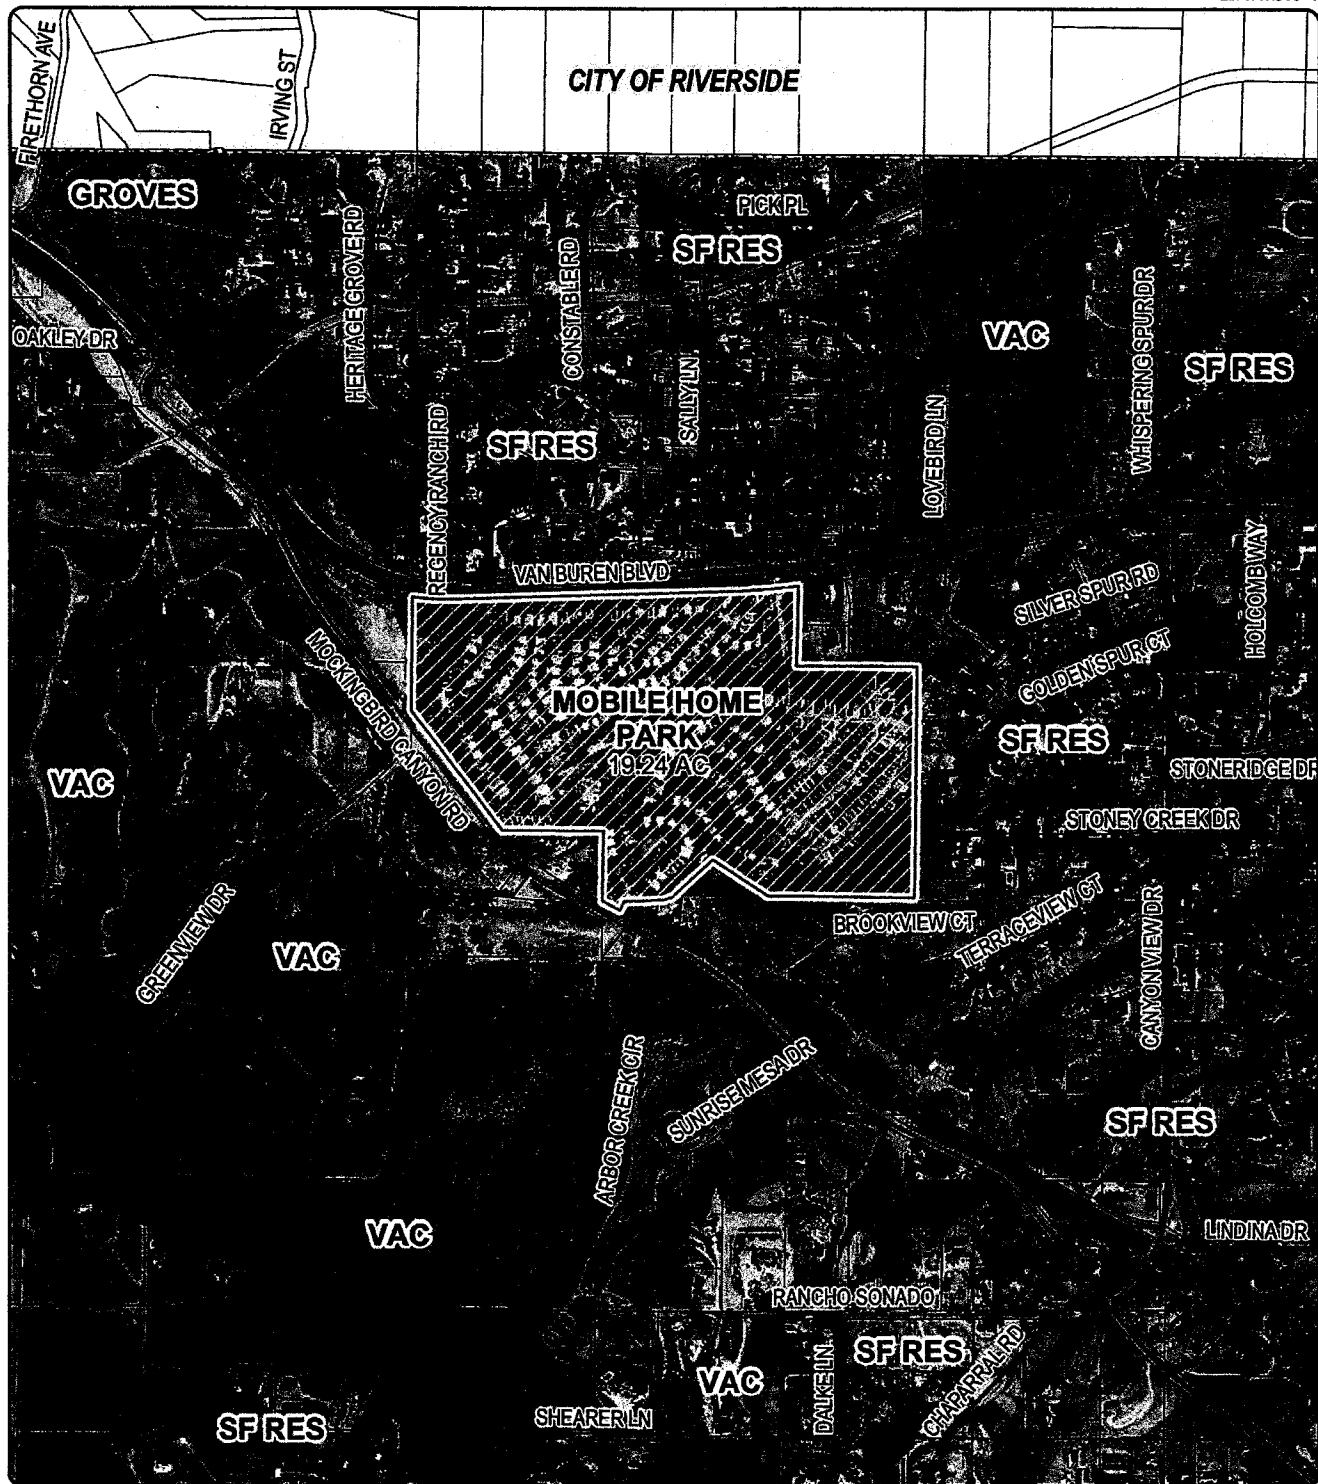 FIRETHORN AVE
IRVING ST
CITY OF RIVERSIDE
GROVES
HERITAGE GROVE RD
CONSTABLE RD
PICK PL
SF RES
OAKLEY DR
SALLY LN
VAC
WHISPERING SPUR DR
SF RES
REGENCY RANCH RD
SF RES
LOVEBIRD LN
VAN BUREN BLVD
SILVER SPUR RD
HOLCOMB WAY
GOLDEN SPUR CT
MOCKINGBIRD CANYON RD
MOBILE HOME
PARK
19.24 AC
SF RES
STONERIDGE DR
VAC
STONEY CREEK DR
GREENVIEW DR
VAC
BROOKVIEW CT
TERRACEVIEW CT
CANYON VIEW DR
ARBOR CREEK CIR
SUNRISE MESA DR
SF RES
VAC
LINDINA DR
RANCHO SONADO
SF RES
VAC
DALKE LN
CHAPARRAL RD
SHEARER LN
SF RES